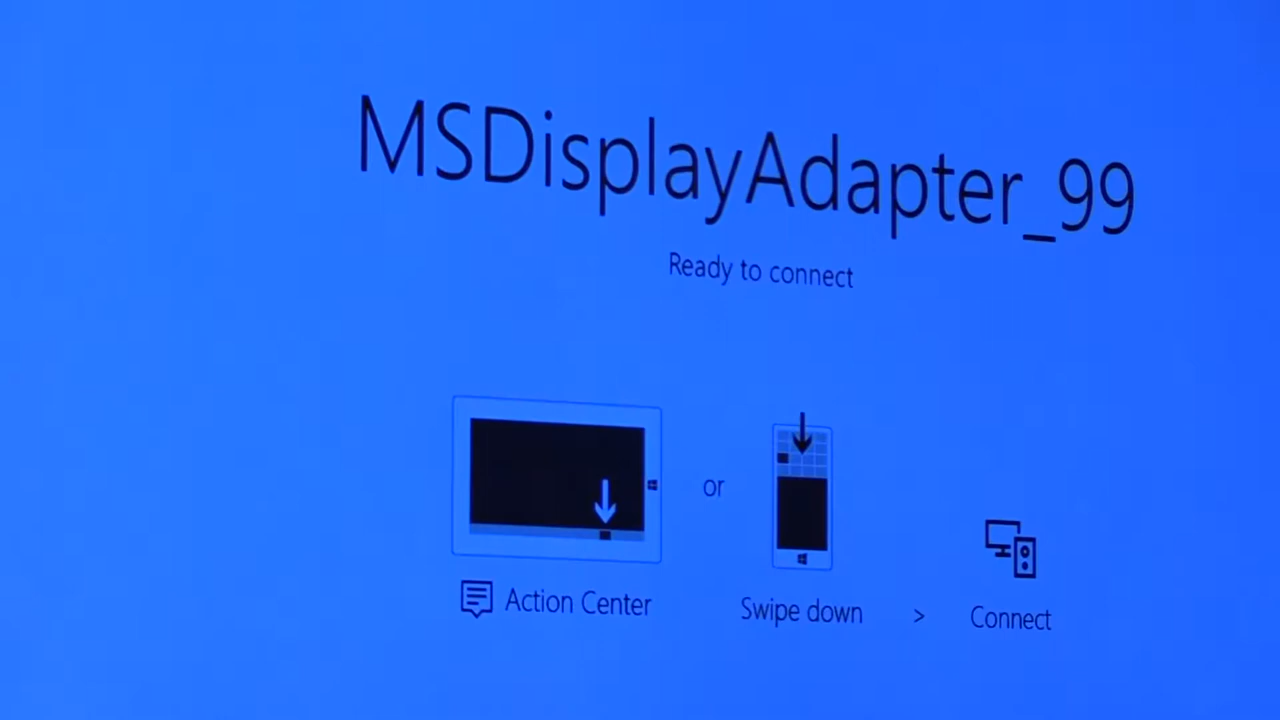 MSDisplayAdapter_99
Ready to connect
or
Action Center
Swipe down > Connect